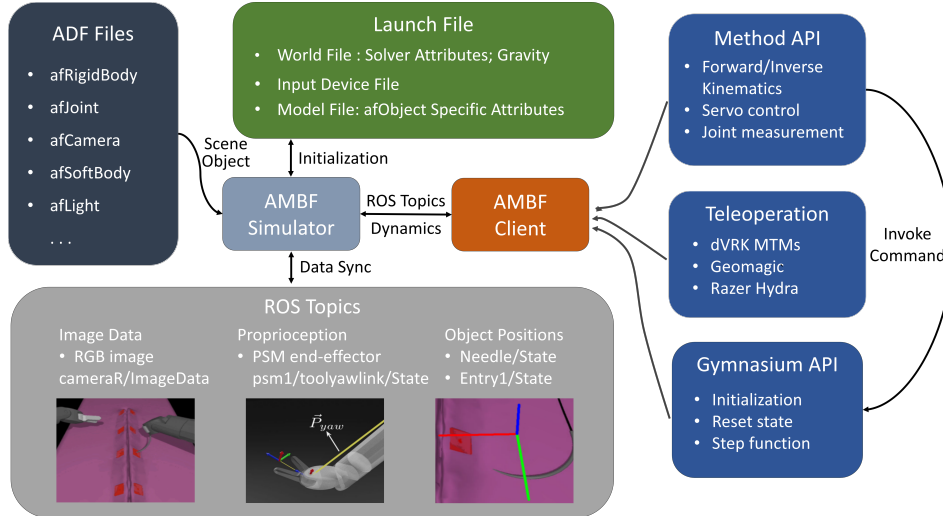 ADF Files
• afRigidBody
• afJoint
• afCamera
• afSoftBody
• afLight
. . .
Launch File
• World File : Solver Attributes; Gravity
• Input Device File
• Model File: afObject Specific Attributes
Scene
Object
Initialization
AMBF
Simulator
ROS Topics
Dynamics
AMBF
Client
Data Sync
ROS Topics
Image Data
• RGB image
cameraR/ImageData
Proprioception
• PSM end-effector
psm1/toolyawlink/State
Object Positions
• Needle/State
• Entry1/State
P⃗yaw
Method API
• Forward/Inverse
Kinematics
• Servo control
• Joint measurement
Teleoperation
• dVRK MTMs
• Geomagic
• Razer Hydra
Invoke
Command
Gymnasium API
• Initialization
• Reset state
• Step function